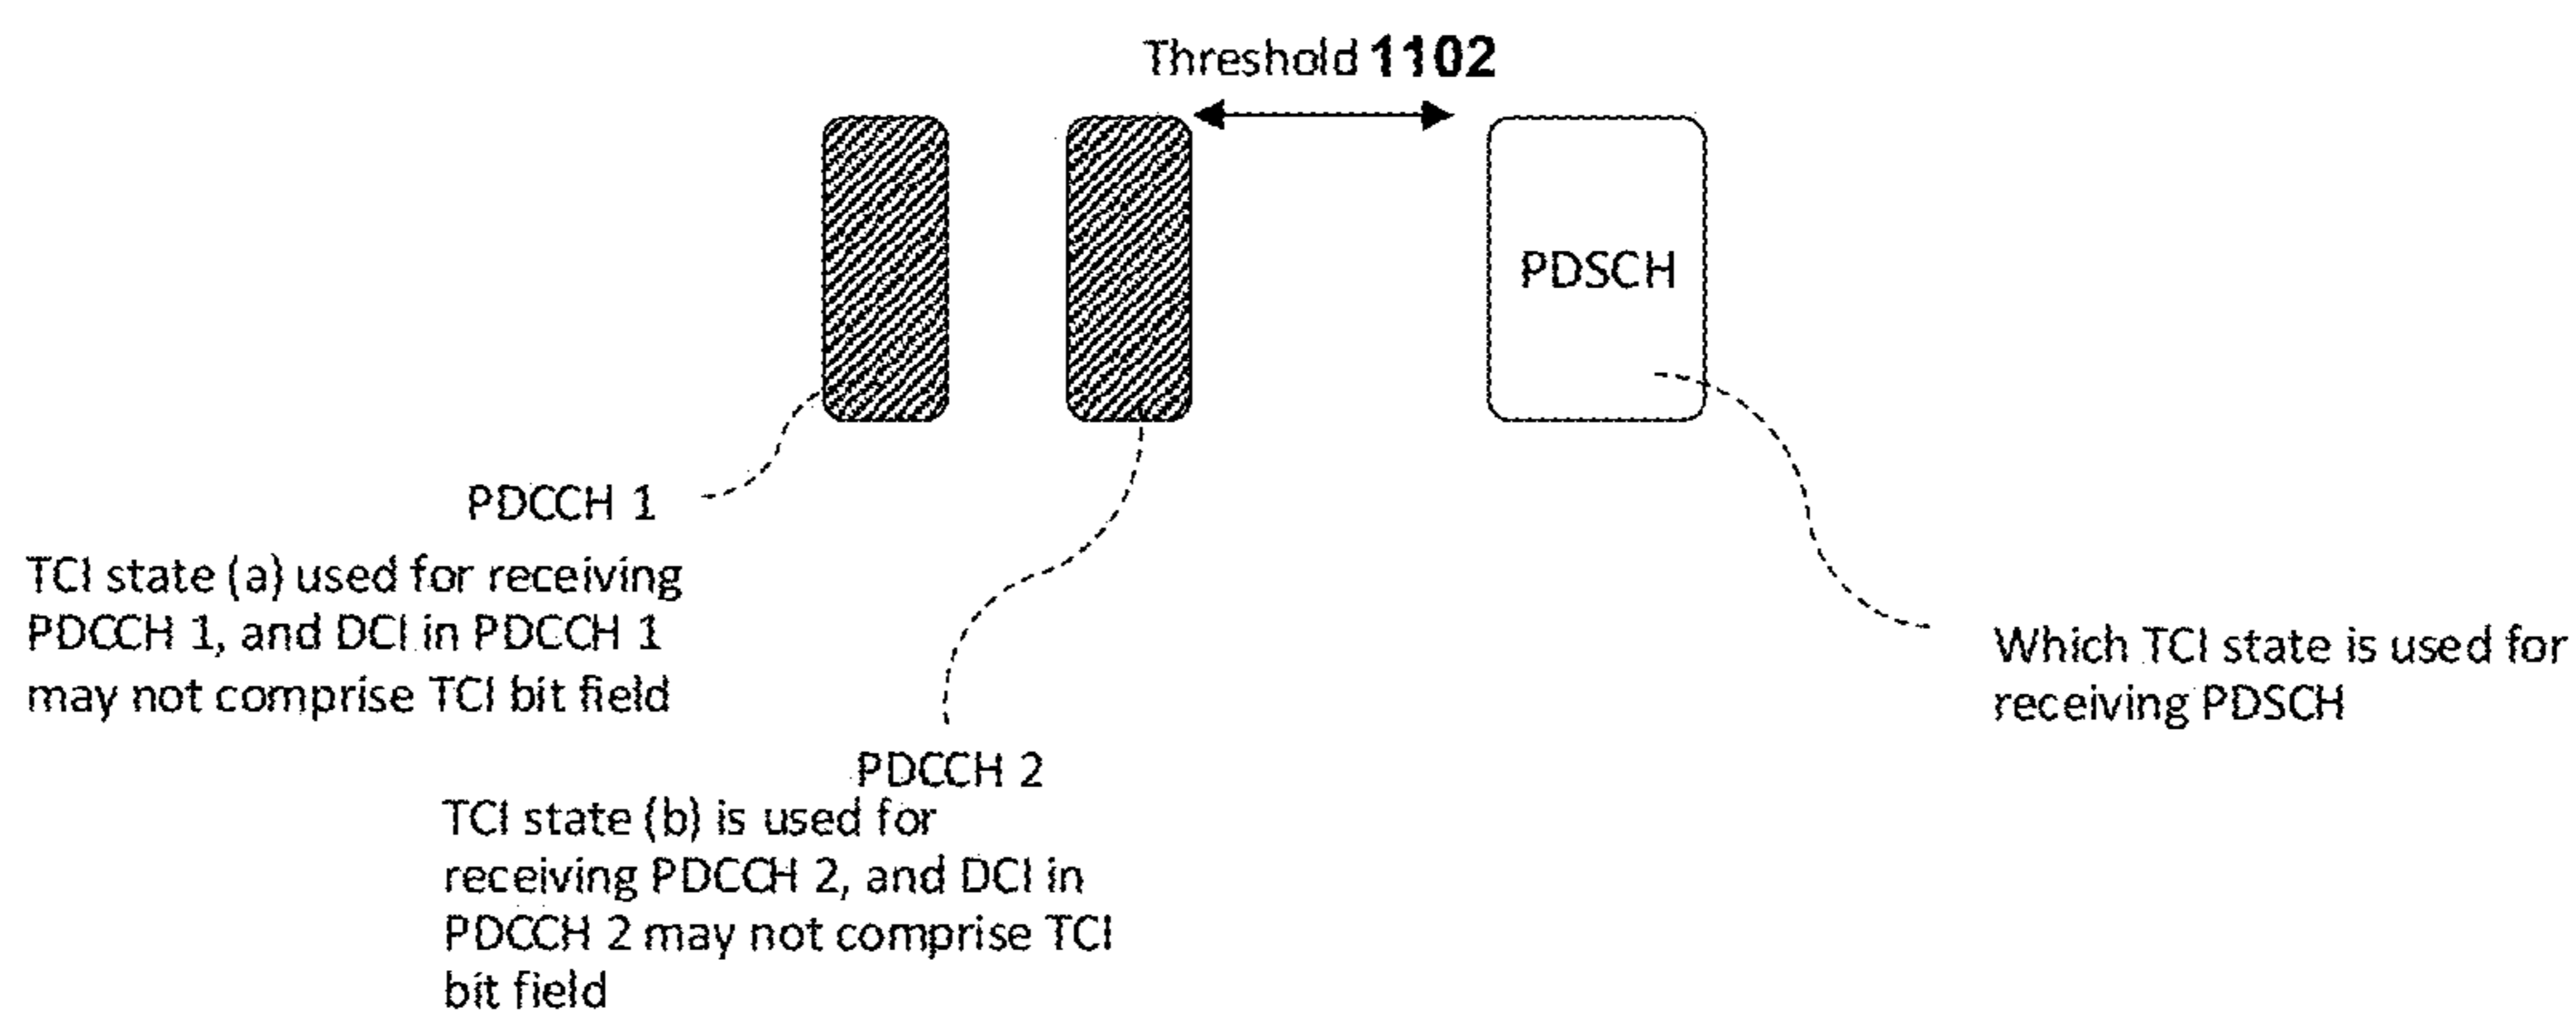 Threshold 1102
PDSCH
PDCCH 1
TCI state (a) used for receiving
PDCCH 1, and DCI in PDCCH 1
may not comprise TCI bit field
PDCCH 2
TCI state (b) is used for
receiving PDCCH 2, and DCI in
PDCCH 2 may not comprise TCI
bit field
Which TCI state is used for
receiving PDSCH